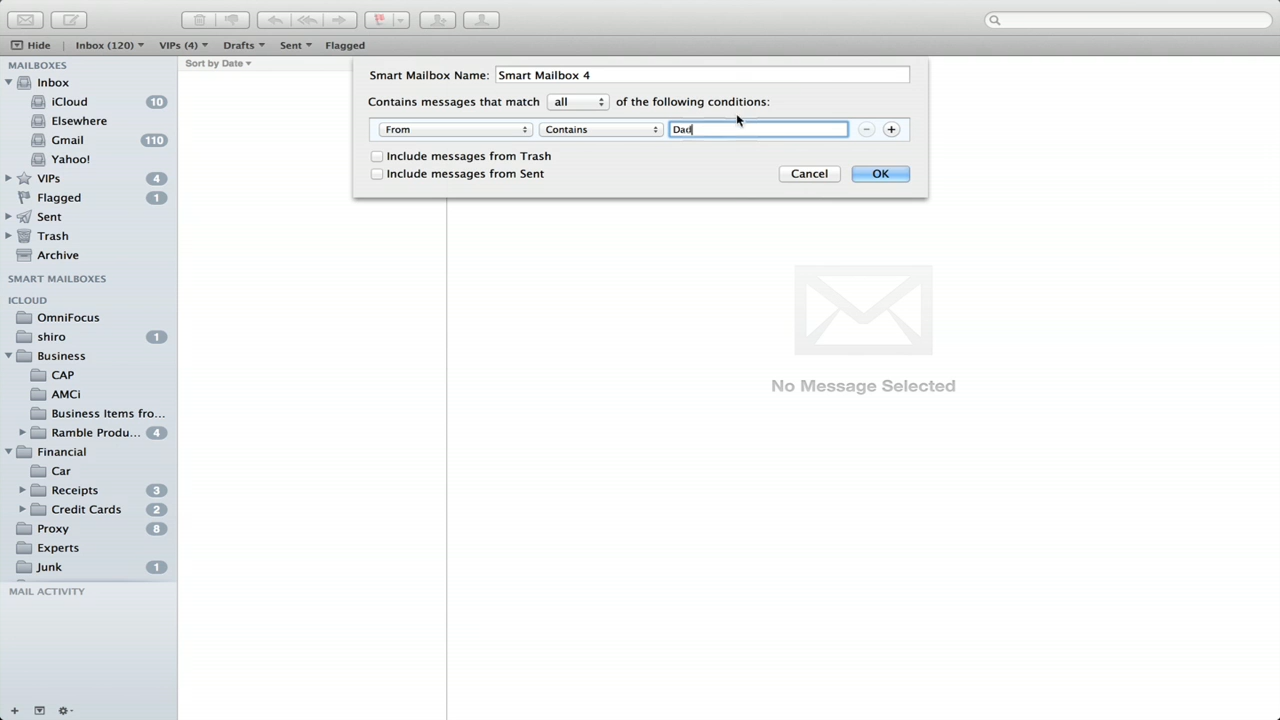 Hide
Inbox (120)
VIPs (4)
Drafts
Sent
Flagged
MAILBOXES
Inbox
iCloud 10
Elsewhere
Gmail 110
Yahoo!
VIPs 4
Flagged 1
Sent
Trash
Archive
SMART MAILBOXES
ICLOUD
OmniFocus
shiro 1
Business
CAP
AMCi
Business Items fro...
Ramble Produ... 4
Financial
Car
Receipts 3
Credit Cards 2
Proxy 8
Experts
Junk 1
MAIL ACTIVITY
Sort by Date
Smart Mailbox Name: Smart Mailbox 4
Contains messages that match all of the following conditions:
From Contains Dad
Include messages from Trash
Include messages from Sent
Cancel OK
No Message Selected